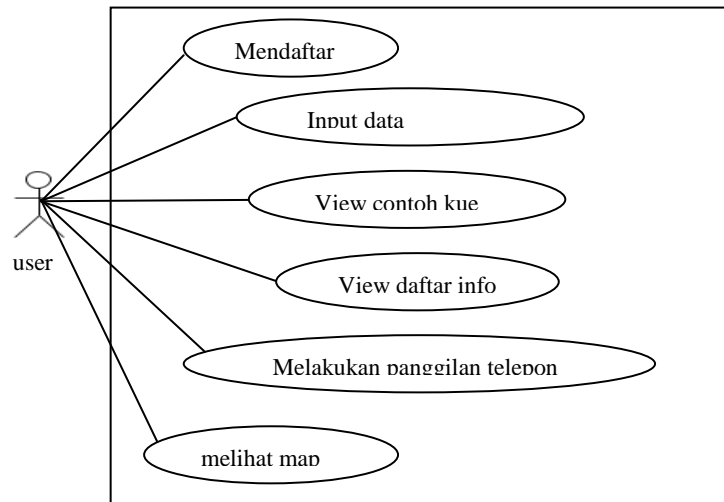 Mendaftar
Input data
View contoh kue
user
View daftar info
Melakukan panggilan telepon
melihat map